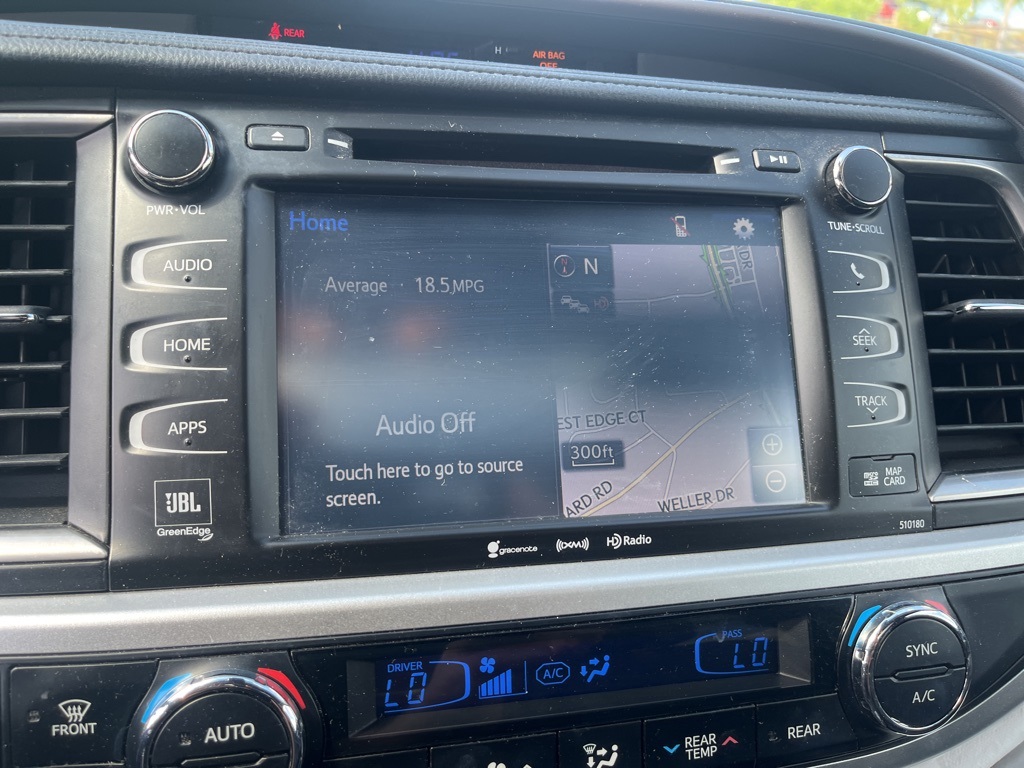 REAR
H
AIR BAG
OFF
PWR•VOL
TUNE•SCROLL
AUDIO
HOME
APPS
JBL
GreenEdge
Home
Average
18.5 MPG
Audio Off
Touch here to go to source
screen.
N
DR
EST EDGE CT
300ft
ARD RD
WELLER DR
SEEK
TRACK
MAP
CARD
510180
gracenote
((XM))
HD Radio
DRIVER
LO
A/C
PASS
LO
FRONT
AUTO
REAR
TEMP
REAR
SYNC
A/C